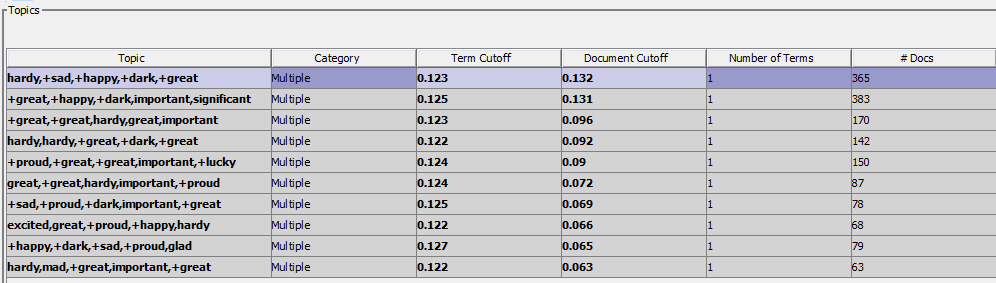 Topics
Topic Category Term Cutoff Document Cutoff Number of Terms # Docs
hardy,+sad,+happy,+dark,+great Multiple 0.123 0.132 1 365
+great,+happy,+dark,important,significant Multiple 0.125 0.131 1 383
+great,+great,hardy,great,important Multiple 0.123 0.096 1 170
hardy,hardy,+great,+dark,+great Multiple 0.122 0.092 1 142
+proud,+great,+great,important,+lucky Multiple 0.124 0.09 1 150
great,+great,hardy,important,+proud Multiple 0.124 0.072 1 87
+sad,+proud,+dark,important,+great Multiple 0.125 0.069 1 78
excited,great,+proud,+happy,hardy Multiple 0.122 0.066 1 68
+happy,+dark,+sad,+proud,glad Multiple 0.127 0.065 1 79
hardy,mad,+great,important,+great Multiple 0.122 0.063 1 63